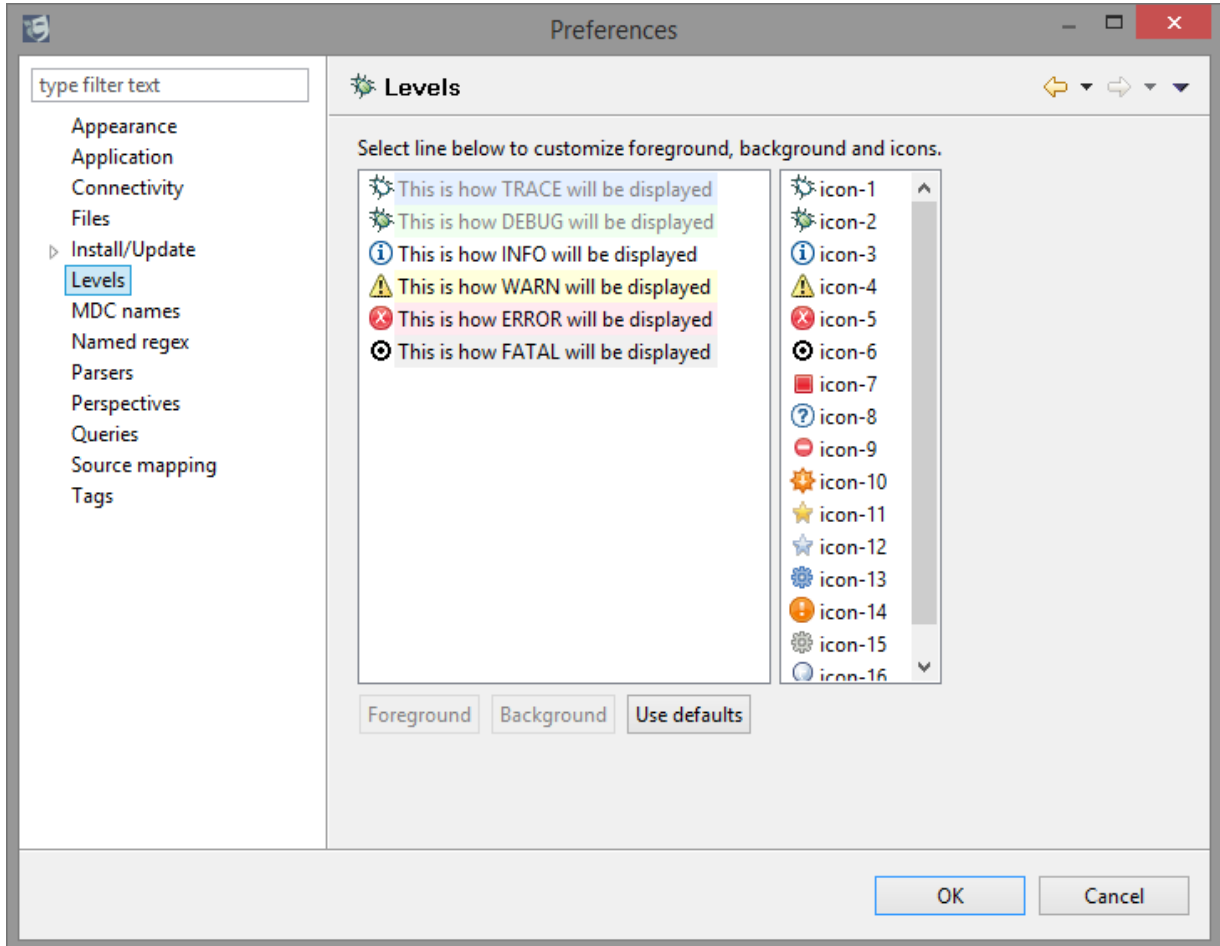 Preferences
type filter text
Appearance
Application
Connectivity
Files
Install/Update
Levels
MDC names
Named regex
Parsers
Perspectives
Queries
Source mapping
Tags
Levels
Select line below to customize foreground, background and icons.
This is how TRACE will be displayed
This is how DEBUG will be displayed
This is how INFO will be displayed
This is how WARN will be displayed
This is how ERROR will be displayed
This is how FATAL will be displayed
icon-1
icon-2
icon-3
icon-4
icon-5
icon-6
icon-7
icon-8
icon-9
icon-10
icon-11
icon-12
icon-13
icon-14
icon-15
icon-16
Foreground Background Use defaults
OK Cancel